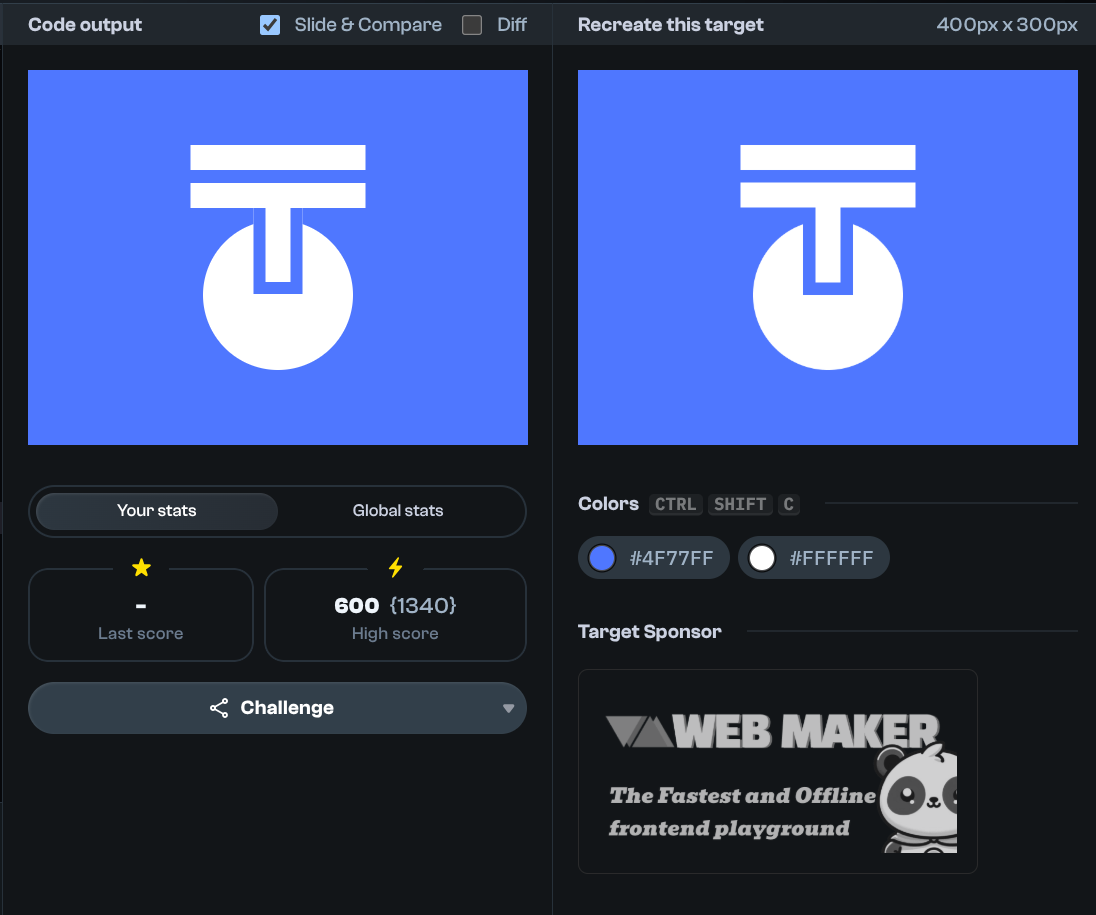 Code output
Slide & Compare
Diff
Recreate this target
400px x 300px
Your stats
Global stats
-
Last score
600 {1340}
High score
Challenge
Colors CTRL SHIFT C
#4F77FF
#FFFFFF
Target Sponsor
WEB MAKER
The Fastest and Offline
frontend playground